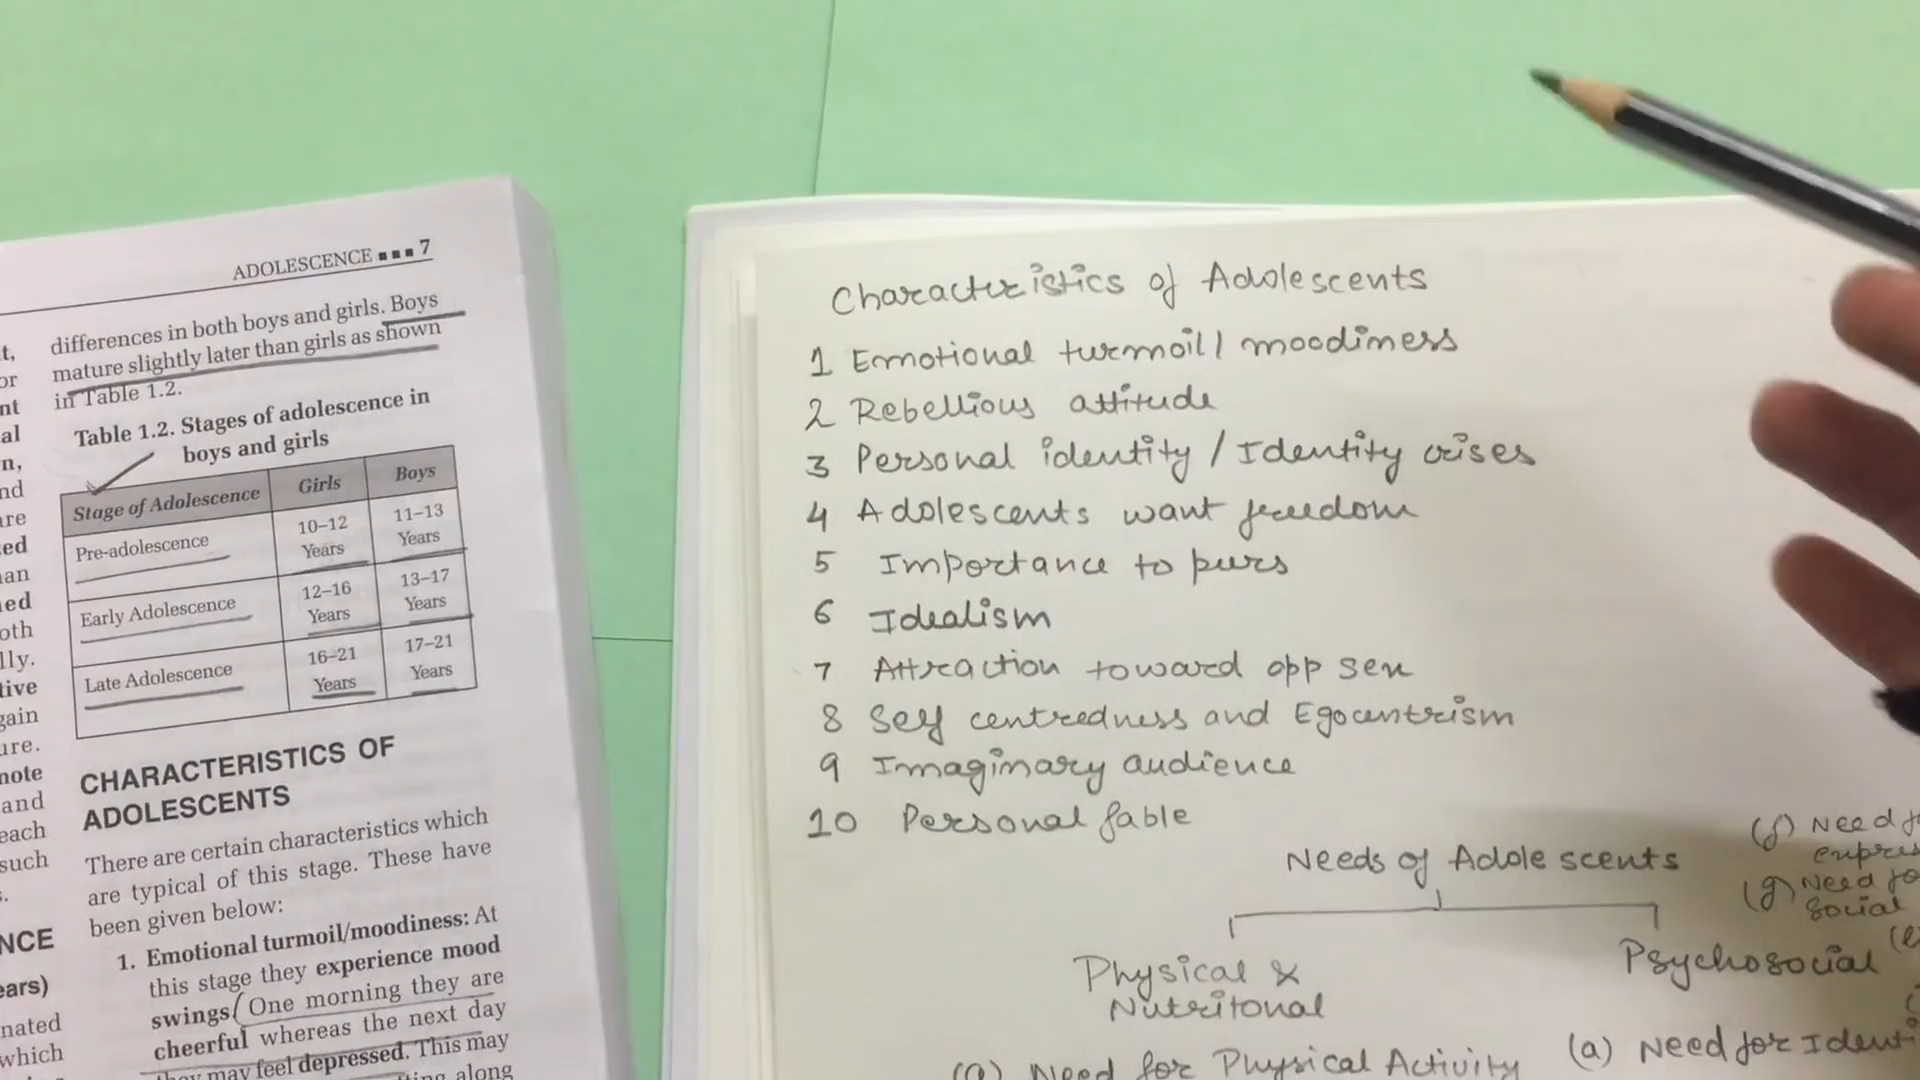 ADOLESCENCE ■■■ 7
differences in both boys and girls. Boys
mature slightly later than girls as shown
in Table 1.2.
Table 1.2. Stages of adolescence in
boys and girls
Stage of Adolescence Girls Boys
Pre-adolescence 10–12 Years 11–13 Years
Early Adolescence 12–16 Years 13–17 Years
Late Adolescence 16–21 Years 17–21 Years
CHARACTERISTICS OF
ADOLESCENTS
There are certain characteristics which
are typical of this stage. These have
been given below:
1. Emotional turmoil/moodiness: At
this stage they experience mood
swings (One morning they are
cheerful whereas the next day
they may feel depressed. This may
along
Characteristics of Adolescents
1 Emotional turmoil / moodiness
2 Rebellious attitude
3 Personal identity / Identity crises
4 Adolescents want freedom
5 Importance to peers
6 Idealism
7 Attraction toward opp sex
8 Self centredness and Egocentrism
9 Imaginary audience
10 Personal fable
Needs of Adolescents
Physical &
Nutritonal
(a) Need for Physical Activity
Psychosocial
(a) Need for Identi
(f) Need f
(g) Need fo
social